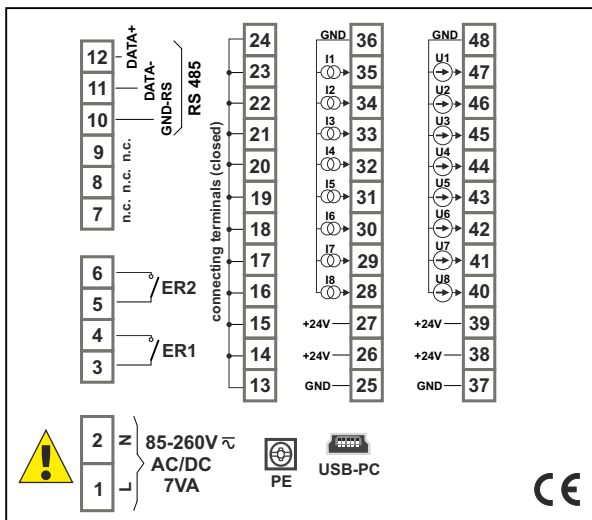 12 DATA+
11 DATA-
10 GND-RS
RS 485
9 n.c.
8 n.c.
7 n.c.
6
5
ER2
4
3
ER1
2 N
1 L
85-260V
AC/DC
7VA
connecting terminals (closed)
24
23
22
21
20
19
18
17
16
15
14
13
GND 36
I1 35
I2 34
I3 33
I4 32
I5 31
I6 30
I7 29
I8 28
+24V 27
+24V 26
GND 25
GND 48
U1 47
U2 46
U3 45
U4 44
U5 43
U6 42
U7 41
U8 40
+24V 39
+24V 38
GND 37
PE
USB-PC
CE